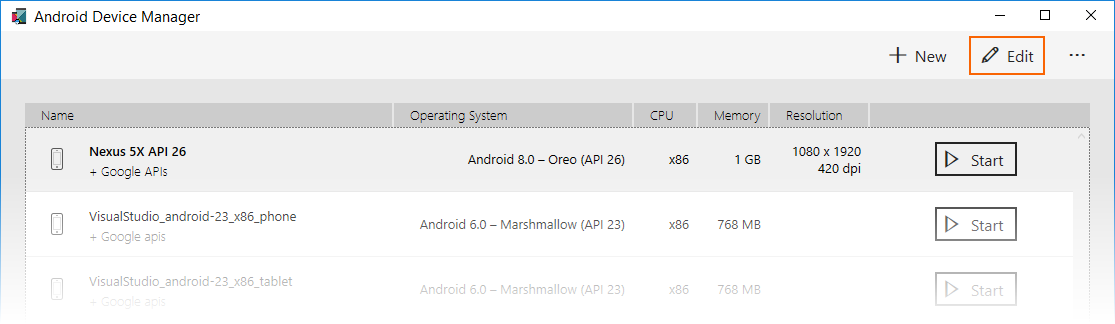 Android Device Manager
New Edit ...
Name Operating System CPU Memory Resolution
Nexus 5X API 26
+ Google APIs
Android 8.0 – Oreo (API 26) x86 1 GB
1080 x 1920
420 dpi
Start
VisualStudio_android-23_x86_phone
+ Google apis
Android 6.0 – Marshmallow (API 23) x86 768 MB
Start
VisualStudio_android-23_x86_tablet
+ Google apis
Android 6.0 – Marshmallow (API 23) x86 768 MB
Start